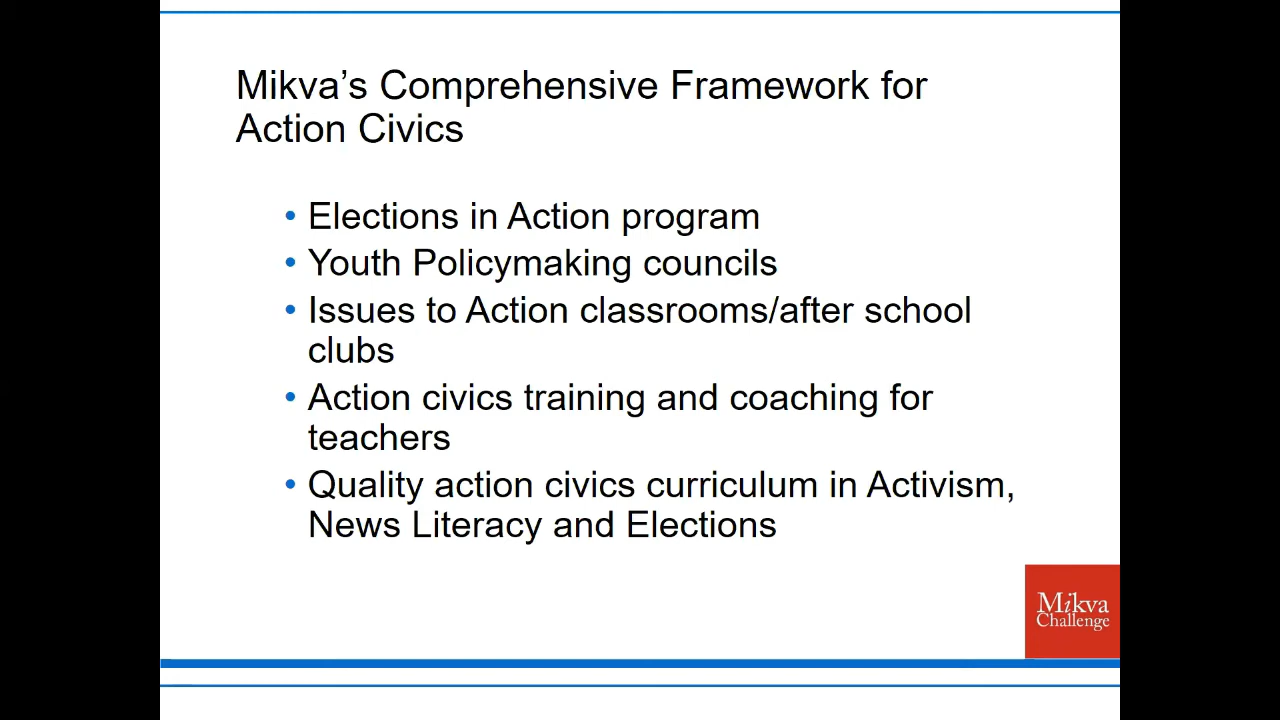 Mikva’s Comprehensive Framework for
Action Civics
• Elections in Action program
• Youth Policymaking councils
• Issues to Action classrooms/after school
clubs
• Action civics training and coaching for
teachers
• Quality action civics curriculum in Activism,
News Literacy and Elections
Mikva
Challenge